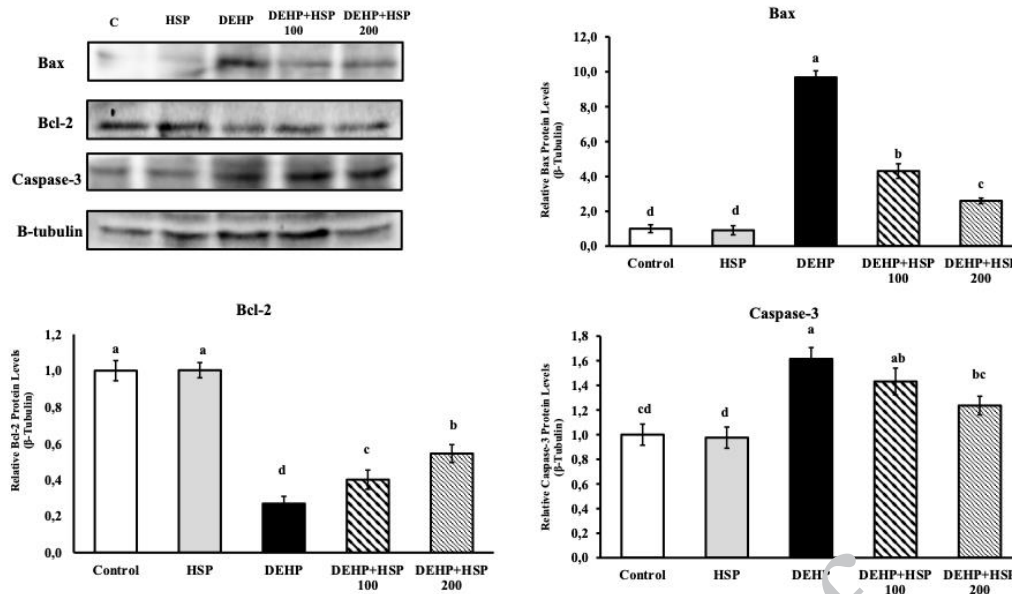 C HSP DEHP DEHP+HSP DEHP+HSP
100 200
Bax
Bcl-2
Caspase-3
B-tubulin
Bax
Relative Bax Protein Levels
(β-Tubulin)
12,0
10,0
8,0
6,0
4,0
2,0
0,0
a
b
c
d
d
Control HSP DEHP DEHP+HSP DEHP+HSP
100 200
Bcl-2
Relative Bcl-2 Protein Levels
(β-Tubulin)
1,2
1,0
0,8
0,6
0,4
0,2
0,0
a
a
d
c
b
Control HSP DEHP DEHP+HSP DEHP+HSP
100 200
Caspase-3
Relative Caspase-3 Protein Levels
(β-Tubulin)
1,8
1,6
1,4
1,2
1,0
0,8
0,6
0,4
0,2
0,0
cd
d
a
ab
bc
Control HSP DEHP DEHP+HSP DEHP+HSP
100 200